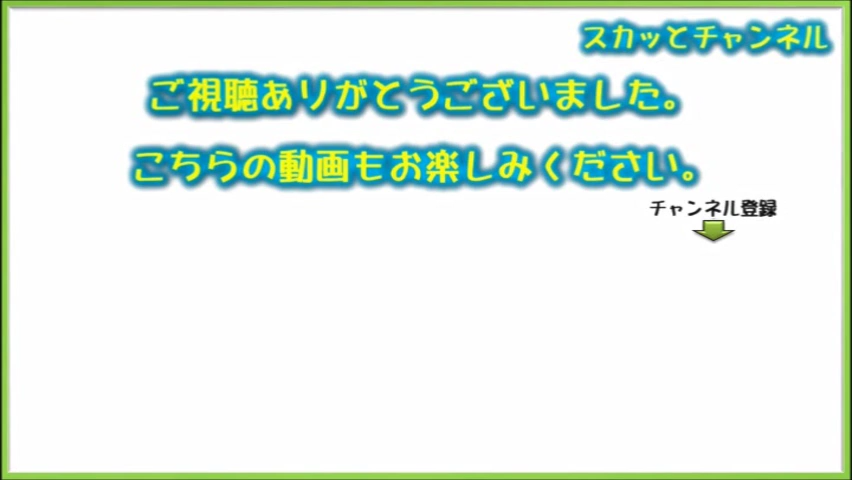 スカッとチャンネル
ご視聴ありがとうございました。
こちらの動画もお楽しみください。
チャンネル登録